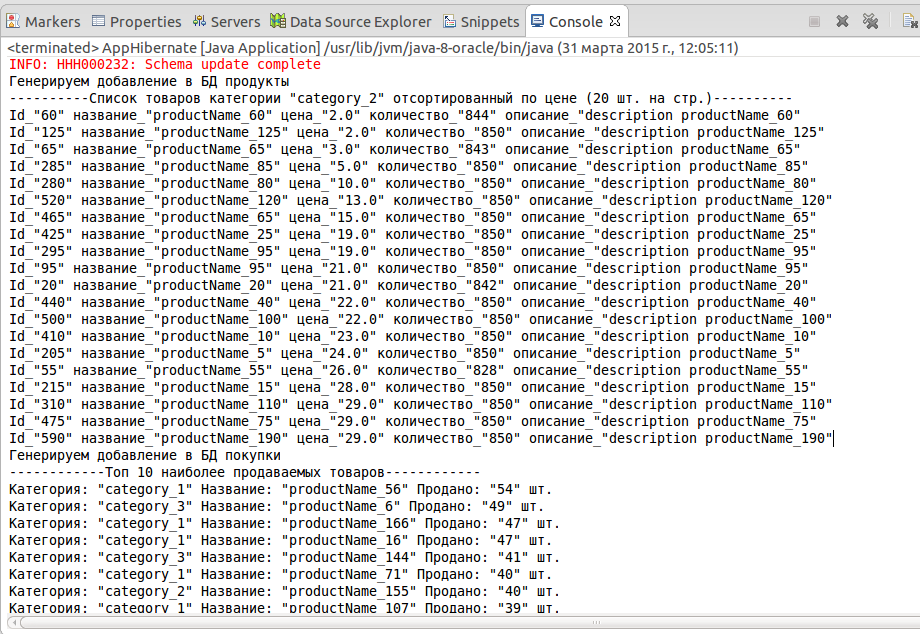 Markers Properties Servers Data Source Explorer Snippets Console
<terminated> AppHibernate [Java Application] /usr/lib/jvm/java-8-oracle/bin/java (31 марта 2015 г., 12:05:11)
INFO: HHH000232: Schema update complete
Генерируем добавление в БД продукты
----------Список товаров категории "category_2" отсортированный по цене (20 шт. на стр.)----------
Id_"60" название_"productName_60" цена_"2.0" количество_"844" описание_"description productName_60"
Id_"125" название_"productName_125" цена_"2.0" количество_"850" описание_"description productName_125"
Id_"65" название_"productName_65" цена_"3.0" количество_"843" описание_"description productName_65"
Id_"285" название_"productName_85" цена_"5.0" количество_"850" описание_"description productName_85"
Id_"280" название_"productName_80" цена_"10.0" количество_"850" описание_"description productName_80"
Id_"520" название_"productName_120" цена_"13.0" количество_"850" описание_"description productName_120"
Id_"465" название_"productName_65" цена_"15.0" количество_"850" описание_"description productName_65"
Id_"425" название_"productName_25" цена_"19.0" количество_"850" описание_"description productName_25"
Id_"295" название_"productName_95" цена_"19.0" количество_"850" описание_"description productName_95"
Id_"95" название_"productName_95" цена_"21.0" количество_"850" описание_"description productName_95"
Id_"20" название_"productName_20" цена_"21.0" количество_"842" описание_"description productName_20"
Id_"440" название_"productName_40" цена_"22.0" количество_"850" описание_"description productName_40"
Id_"500" название_"productName_100" цена_"22.0" количество_"850" описание_"description productName_100"
Id_"410" название_"productName_10" цена_"23.0" количество_"850" описание_"description productName_10"
Id_"205" название_"productName_5" цена_"24.0" количество_"850" описание_"description productName_5"
Id_"55" название_"productName_55" цена_"26.0" количество_"828" описание_"description productName_55"
Id_"215" название_"productName_15" цена_"28.0" количество_"850" описание_"description productName_15"
Id_"310" название_"productName_110" цена_"29.0" количество_"850" описание_"description productName_110"
Id_"475" название_"productName_75" цена_"29.0" количество_"850" описание_"description productName_75"
Id_"590" название_"productName_190" цена_"29.0" количество_"850" описание_"description productName_190"
Генерируем добавление в БД покупки
------------Топ 10 наиболее продаваемых товаров------------
Категория: "category_1" Название: "productName_56" Продано: "54" шт.
Категория: "category_3" Название: "productName_6" Продано: "49" шт.
Категория: "category_1" Название: "productName_166" Продано: "47" шт.
Категория: "category_1" Название: "productName_16" Продано: "47" шт.
Категория: "category_3" Название: "productName_144" Продано: "41" шт.
Категория: "category_1" Название: "productName_71" Продано: "40" шт.
Категория: "category_2" Название: "productName_155" Продано: "40" шт.
Категория: "category_1" Название: "productName_107" Продано: "39" шт.